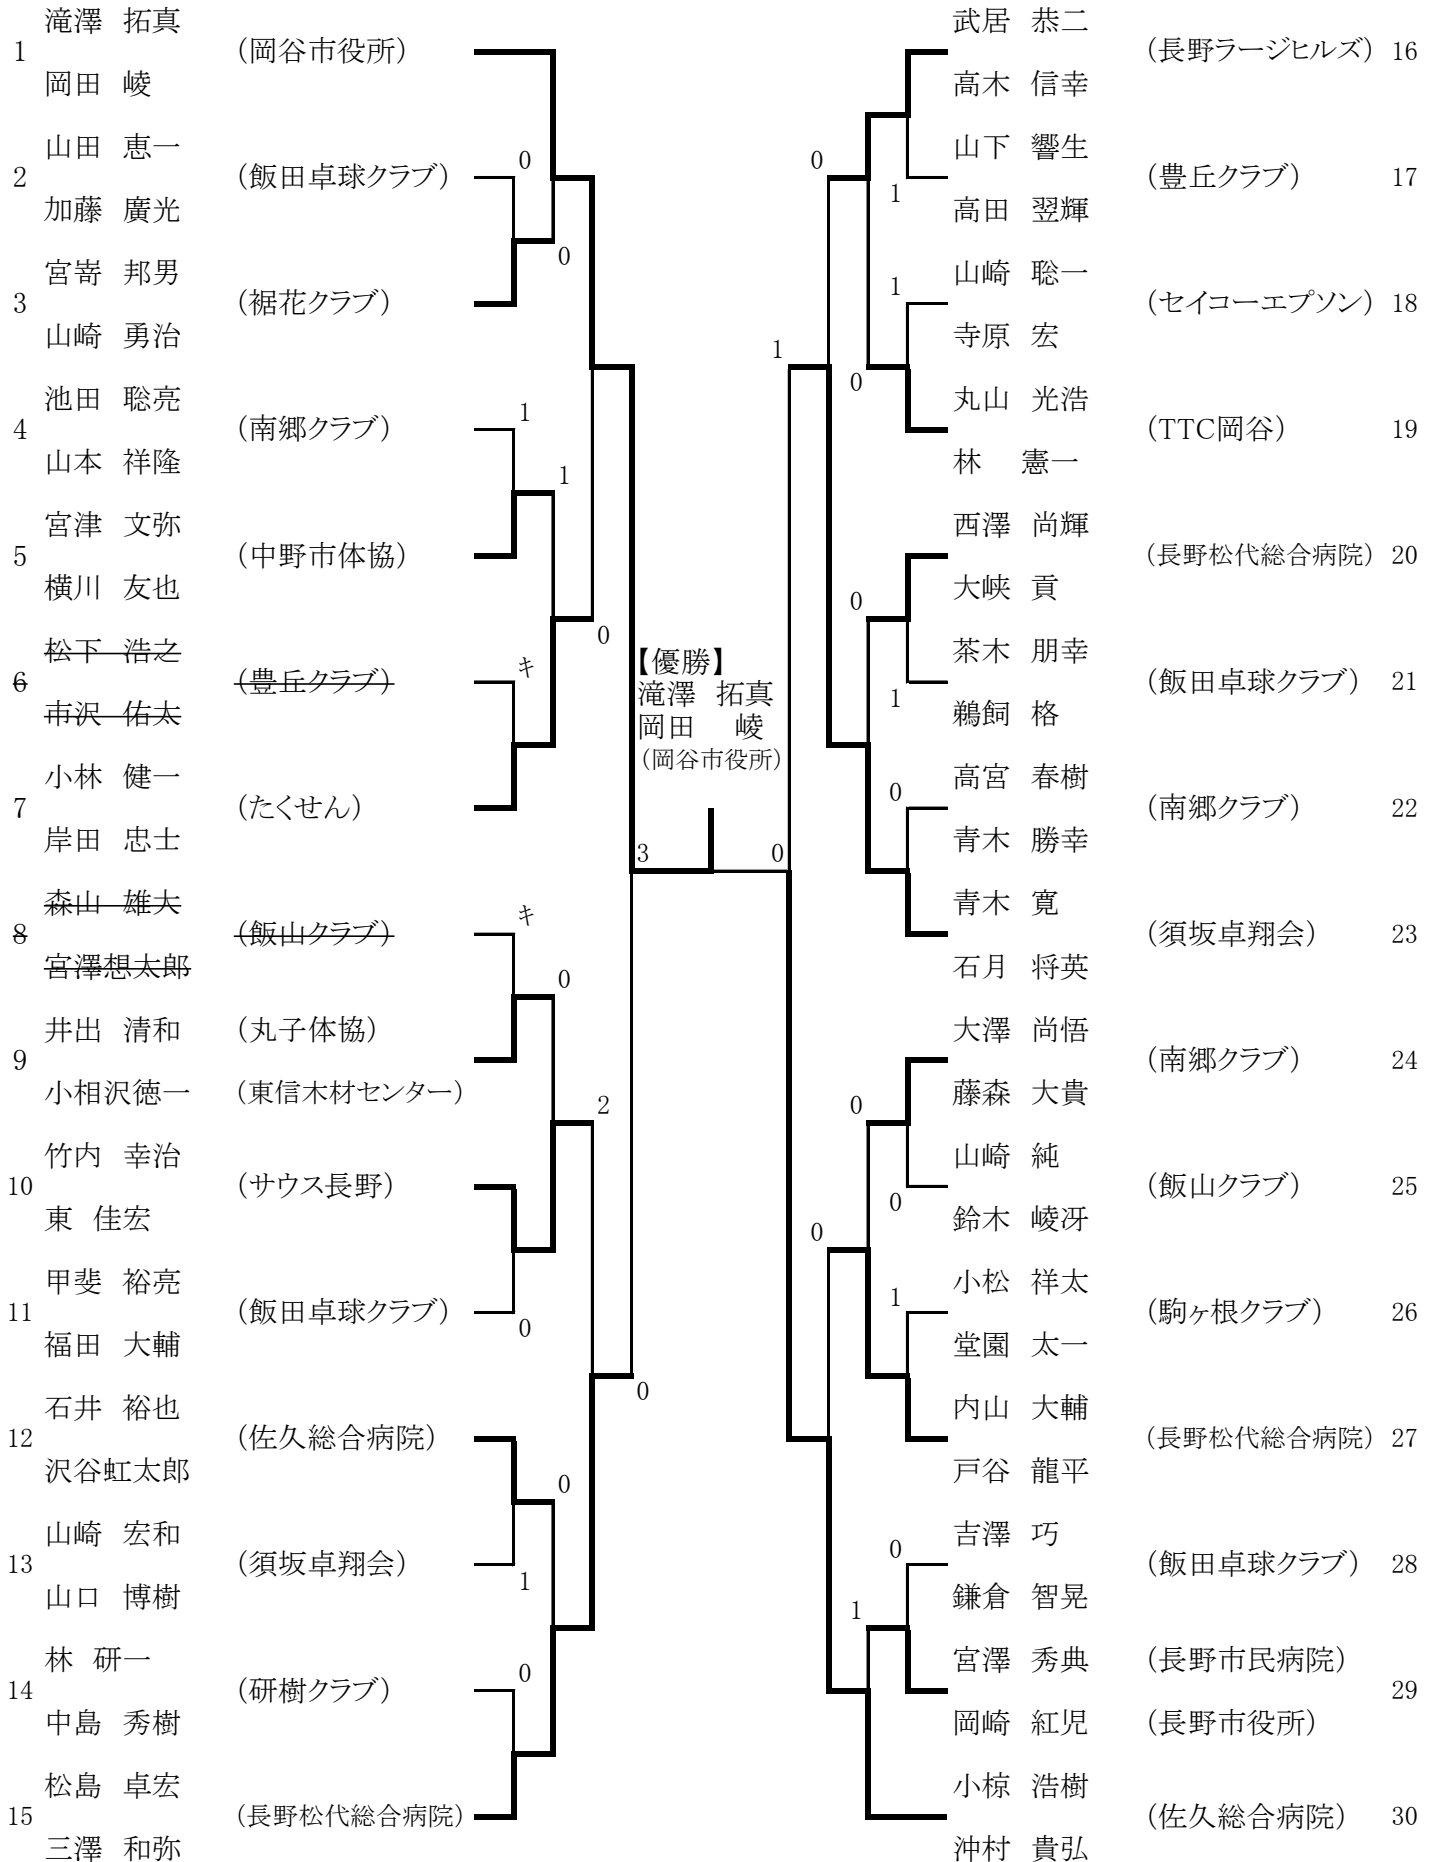 滝澤 拓真
1 (岡谷市役所)
岡田 崚
山田 恵一
2 (飯田卓球クラブ)
加藤 廣光
宮嵜 邦男
3 (裾花クラブ)
山崎 勇治
池田 聡亮
4 (南郷クラブ)
山本 祥隆
宮津 文弥
5 (中野市体協)
横川 友也
松下 浩之
6 (豊丘クラブ)
市沢 佑太
小林 健一
7 (たくせん)
岸田 忠士
森山 雄大
8 (飯山クラブ)
宮澤想太郎
井出 清和 (丸子体協)
9
小相沢徳一 (東信木材センター)
竹内 幸治
10 (サウス長野)
東 佳宏
甲斐 裕亮
11 (飯田卓球クラブ)
福田 大輔
石井 裕也
12 (佐久総合病院)
沢谷虹太郎
山崎 宏和
13 (須坂卓翔会)
山口 博樹
林 研一
14 (研樹クラブ)
中島 秀樹
松島 卓宏
15 (長野松代総合病院)
三澤 和弥
0
0
1
1
キ
0
キ
0
2
0
0
0
1
0
3
【優勝】
滝澤 拓真
岡田 崚
(岡谷市役所)
0
1
0
1
1
0
0
1
0
0
0
0
1
0
1
武居 恭二
(長野ラージヒルズ) 16
高木 信幸
山下 響生
(豊丘クラブ) 17
高田 翌輝
山崎 聡一
(セイコーエプソン) 18
寺原 宏
丸山 光浩
(TTC岡谷) 19
林 憲一
西澤 尚輝
(長野松代総合病院) 20
大峡 貢
茶木 朋幸
(飯田卓球クラブ) 21
鵜飼 格
高宮 春樹
(南郷クラブ) 22
青木 勝幸
青木 寛
(須坂卓翔会) 23
石月 将英
大澤 尚悟
(南郷クラブ) 24
藤森 大貴
山崎 純
(飯山クラブ) 25
鈴木 崚冴
小松 祥太
(駒ヶ根クラブ) 26
堂園 太一
内山 大輔
(長野松代総合病院) 27
戸谷 龍平
吉澤 巧
(飯田卓球クラブ) 28
鎌倉 智晃
宮澤 秀典 (長野市民病院)
29
岡崎 紅児 (長野市役所)
小椋 浩樹
(佐久総合病院) 30
沖村 貴弘